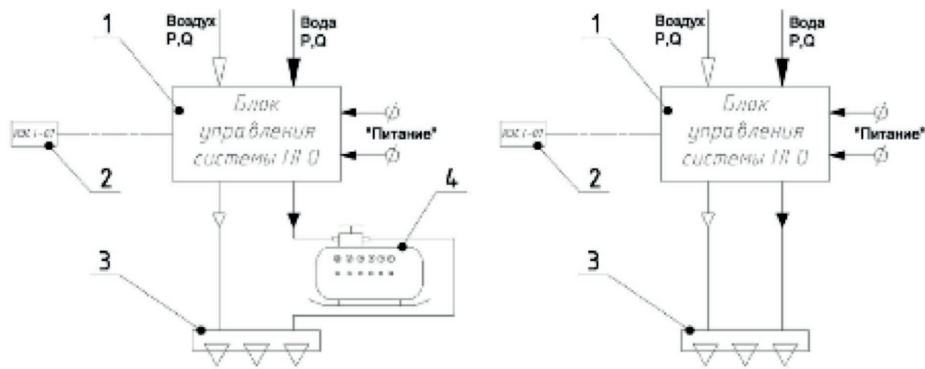 1
Воздух
P,Q
Вода
P,Q
Блок
управления
системы
"Питание"
2
4
3
1
Воздух
P,Q
Вода
P,Q
Блок
управления
системы
"Питание"
2
3